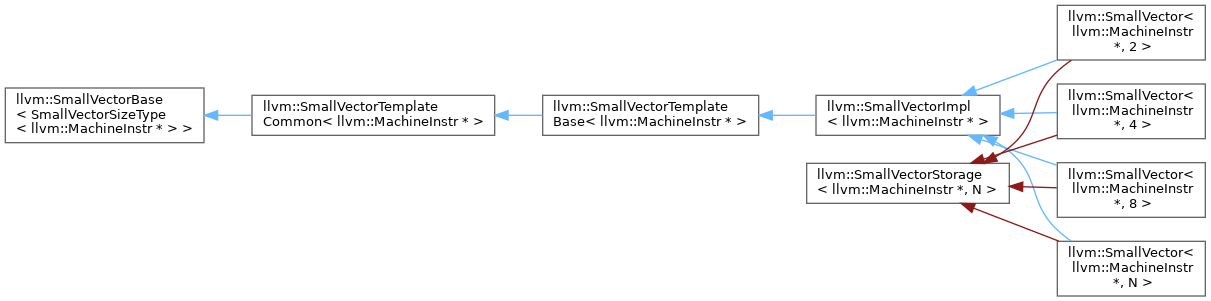 llvm::SmallVectorBase
< SmallVectorSizeType
< llvm::MachineInstr * > >
llvm::SmallVectorTemplate
Common< llvm::MachineInstr * >
llvm::SmallVectorTemplate
Base< llvm::MachineInstr * >
llvm::SmallVectorImpl
< llvm::MachineInstr * >
llvm::SmallVectorStorage
< llvm::MachineInstr *, N >
llvm::SmallVector<
llvm::MachineInstr
*, 2 >
llvm::SmallVector<
llvm::MachineInstr
*, 4 >
llvm::SmallVector<
llvm::MachineInstr
*, 8 >
llvm::SmallVector<
llvm::MachineInstr
*, N >